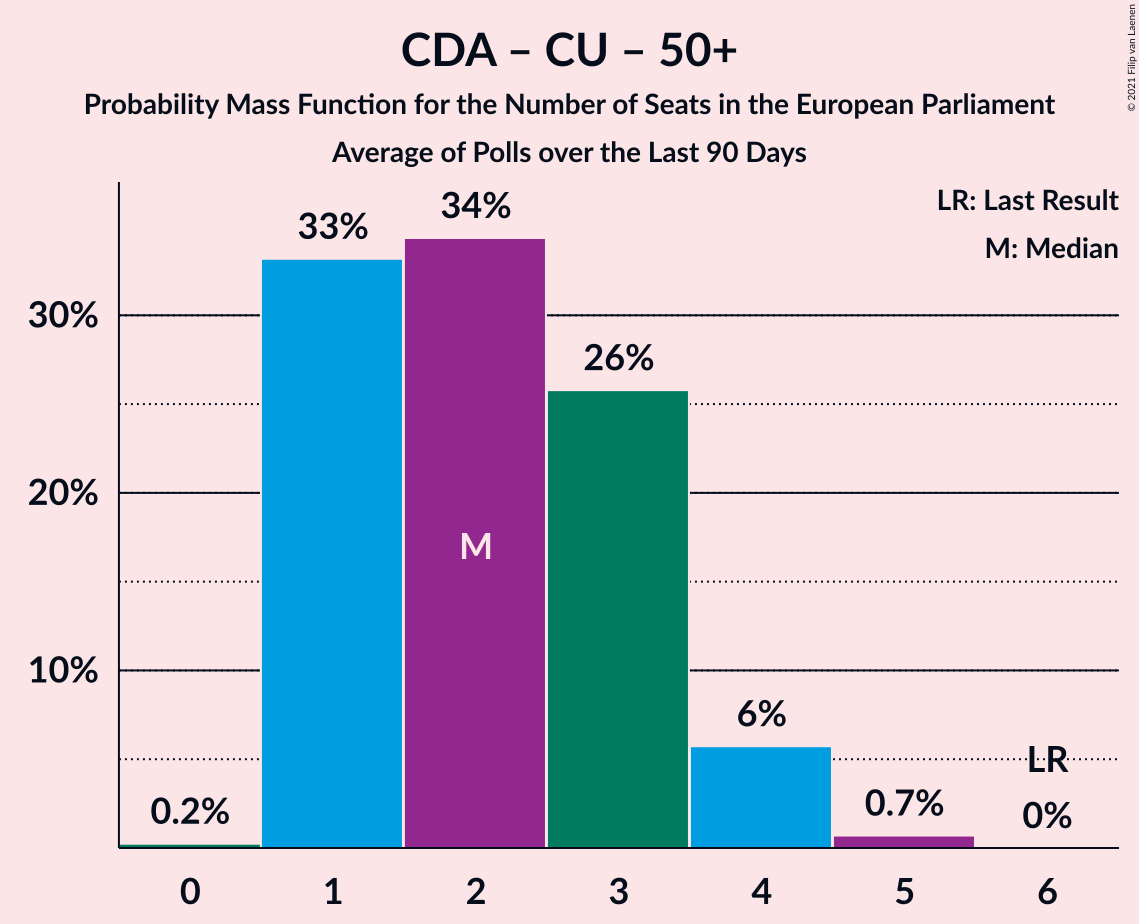 CDA – CU – 50+
Probability Mass Function for the Number of Seats in the European Parliament
Average of Polls over the Last 90 Days
© 2021 Filip van Laenen
LR: Last Result
M: Median
30%
20%
10%
0.2%
33%
34%
26%
6%
0.7%
0%
M
LR
0 1 2 3 4 5 6